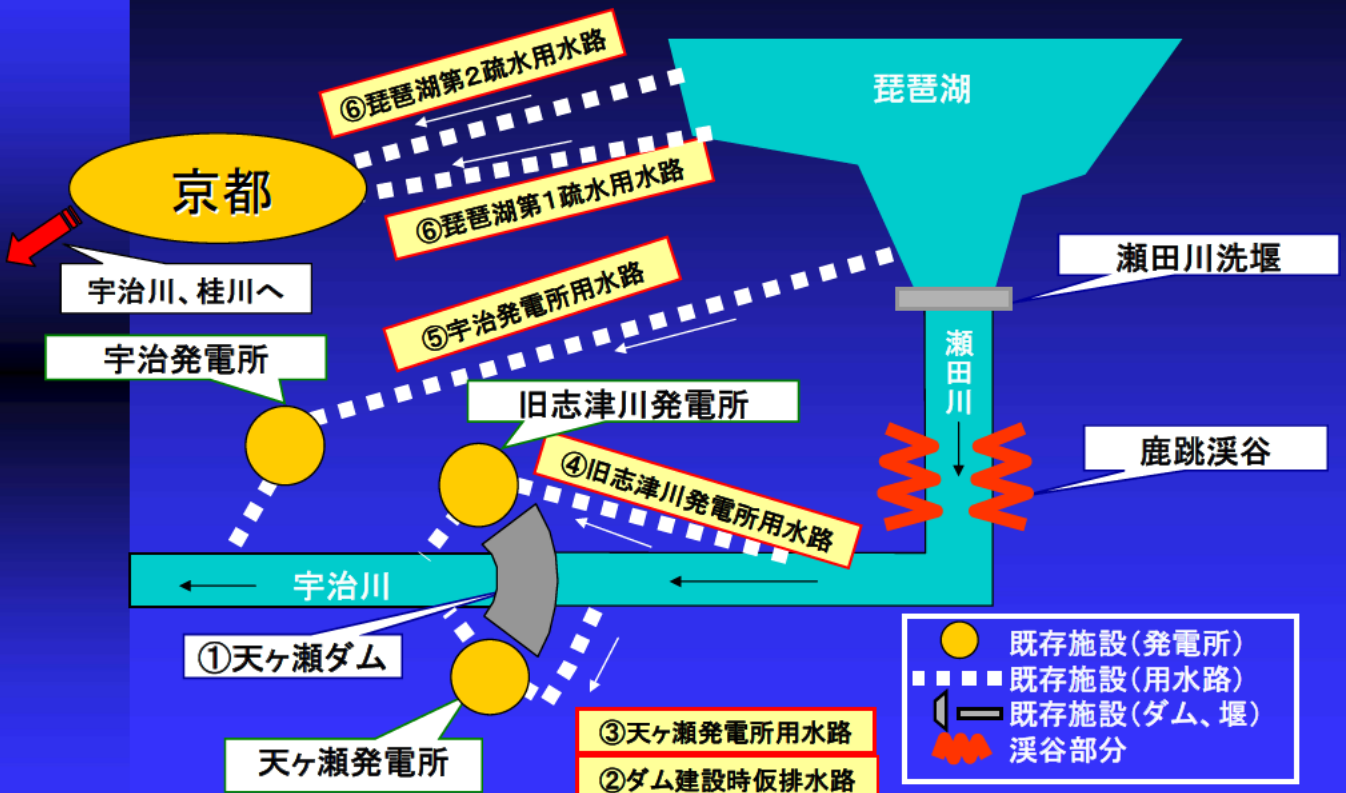 ⑥琵琶湖第2疏水用水路
琵琶湖
京都
⑥琵琶湖第1疏水用水路
瀬田川洗堰
宇治川、桂川へ
⑤宇治発電所用水路
宇治発電所
瀬田川
旧志津川発電所
鹿跳渓谷
④旧志津川発電所用水路
宇治川
①天ヶ瀬ダム
既存施設(発電所)
既存施設(用水路)
既存施設(ダム、堰)
渓谷部分
③天ヶ瀬発電所用水路
天ヶ瀬発電所
②ダム建設時仮排水路